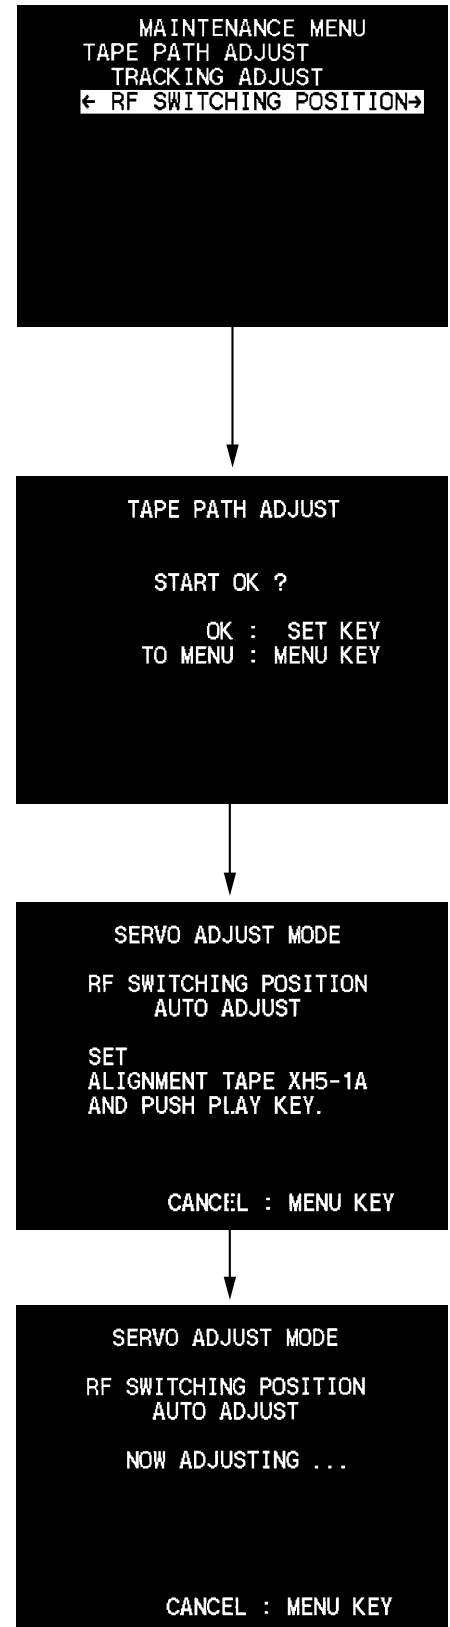 MAINTENANCE MENU
TAPE PATH ADJUST
TRACKING ADJUST
← RF SWITCHING POSITION→
TAPE PATH ADJUST
START OK ?
OK : SET KEY
TO MENU : MENU KEY
SERVO ADJUST MODE
RF SWITCHING POSITION
AUTO ADJUST
SET
ALIGNMENT TAPE XH5-1A
AND PUSH PLAY KEY.
CANCEL : MENU KEY
SERVO ADJUST MODE
RF SWITCHING POSITION
AUTO ADJUST
NOW ADJUSTING ...
CANCEL : MENU KEY